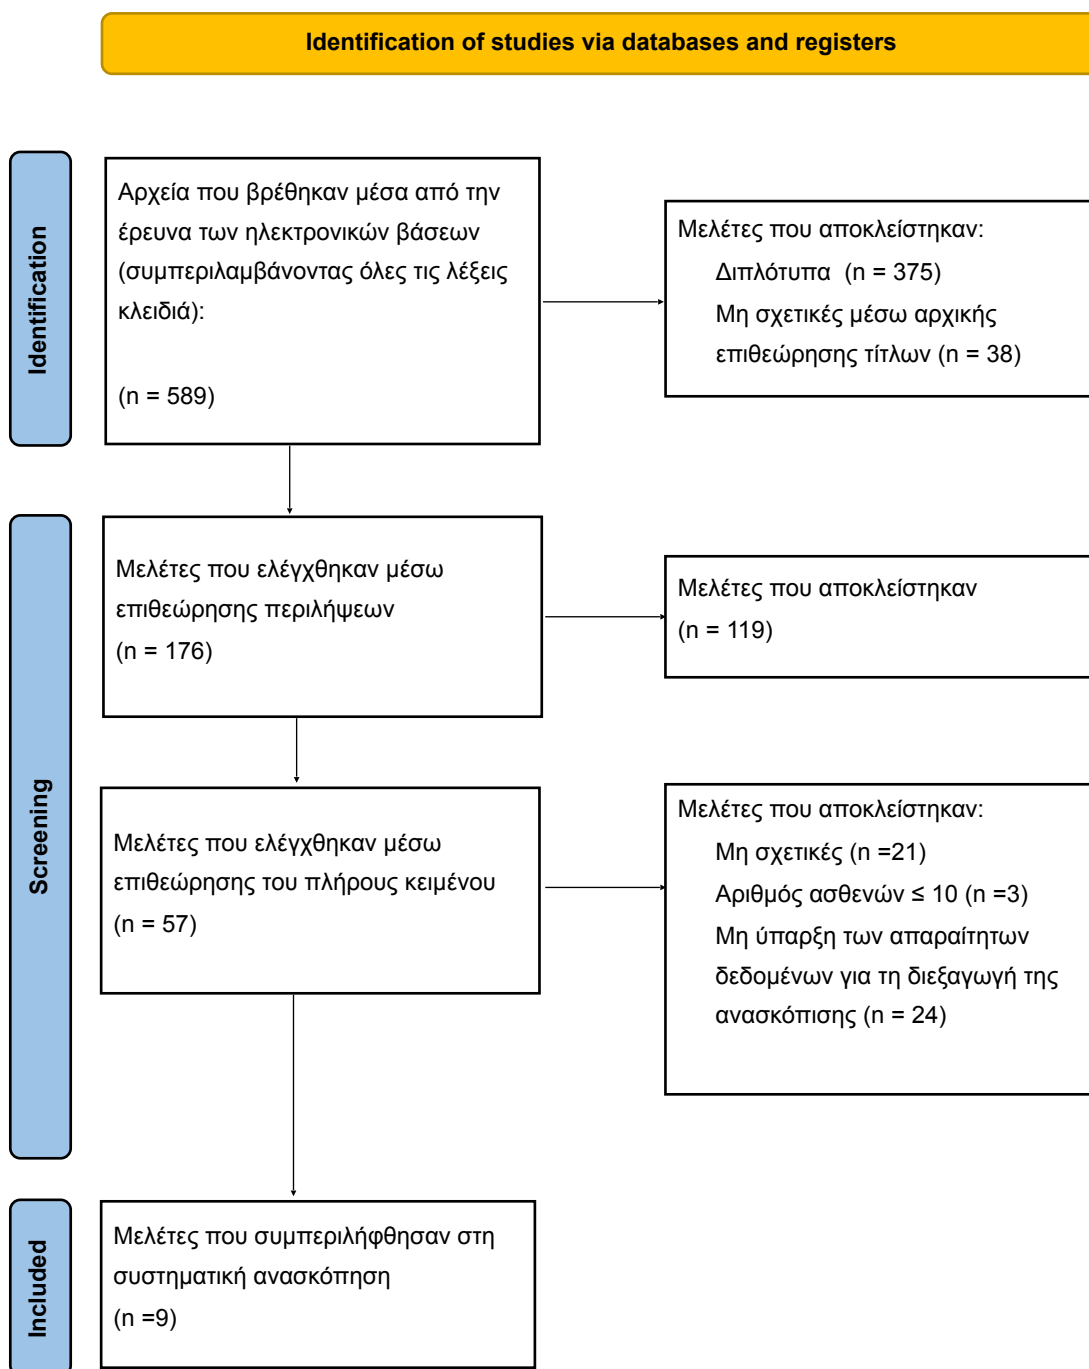 Identification of studies via databases and registers
Identification
Αρχεία που βρέθηκαν μέσα από την
έρευνα των ηλεκτρονικών βάσεων
(συμπεριλαμβάνοντας όλες τις λέξεις
κλειδιά):
(n = 589)
Μελέτες που αποκλείστηκαν:
Διπλότυπα (n = 375)
Μη σχετικές μέσω αρχικής
επιθεώρησης τίτλων (n = 38)
Screening
Μελέτες που ελέγχθηκαν μέσω
επιθεώρησης περιλήψεων
(n = 176)
Μελέτες που αποκλείστηκαν
(n = 119)
Μελέτες που ελέγχθηκαν μέσω
επιθεώρησης του πλήρους κειμένου
(n = 57)
Μελέτες που αποκλείστηκαν:
Μη σχετικές (n =21)
Αριθμός ασθενών ≤ 10 (n =3)
Μη ύπαρξη των απαραίτητων
δεδομένων για τη διεξαγωγή της
ανασκόπισης (n = 24)
Included
Μελέτες που συμπεριλήφθησαν στη
συστηματική ανασκόπηση
(n =9)